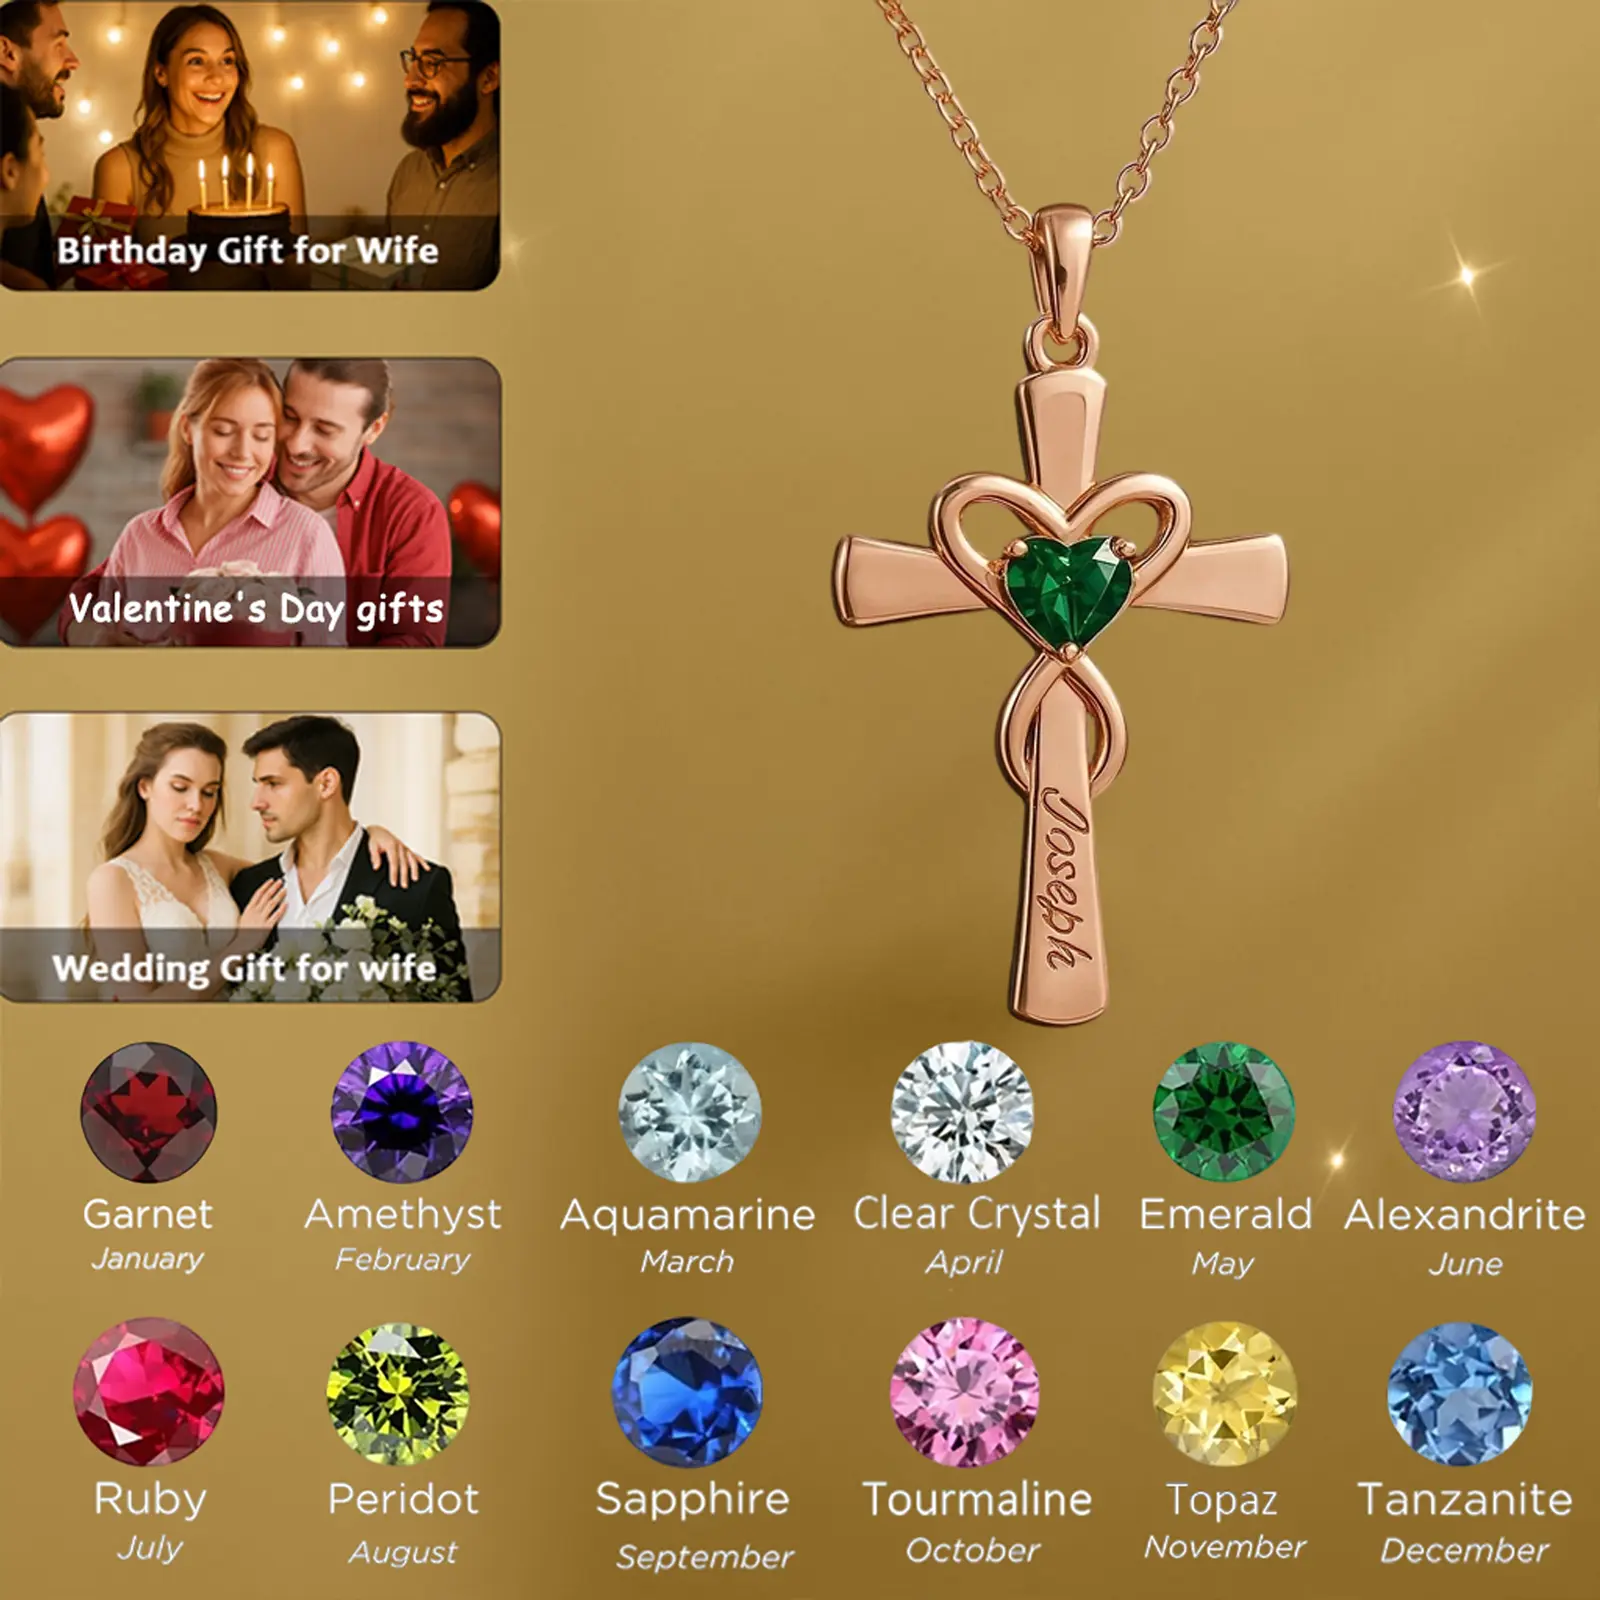 Birthday Gift for Wife
Valentine's Day gifts
Wedding Gift for wife
Joseph
Garnet
January
Amethyst
February
Aquamarine
March
Clear Crystal
April
Emerald
May
Alexandrite
June
Ruby
July
Peridot
August
Sapphire
September
Tourmaline
October
Topaz
November
Tanzanite
December